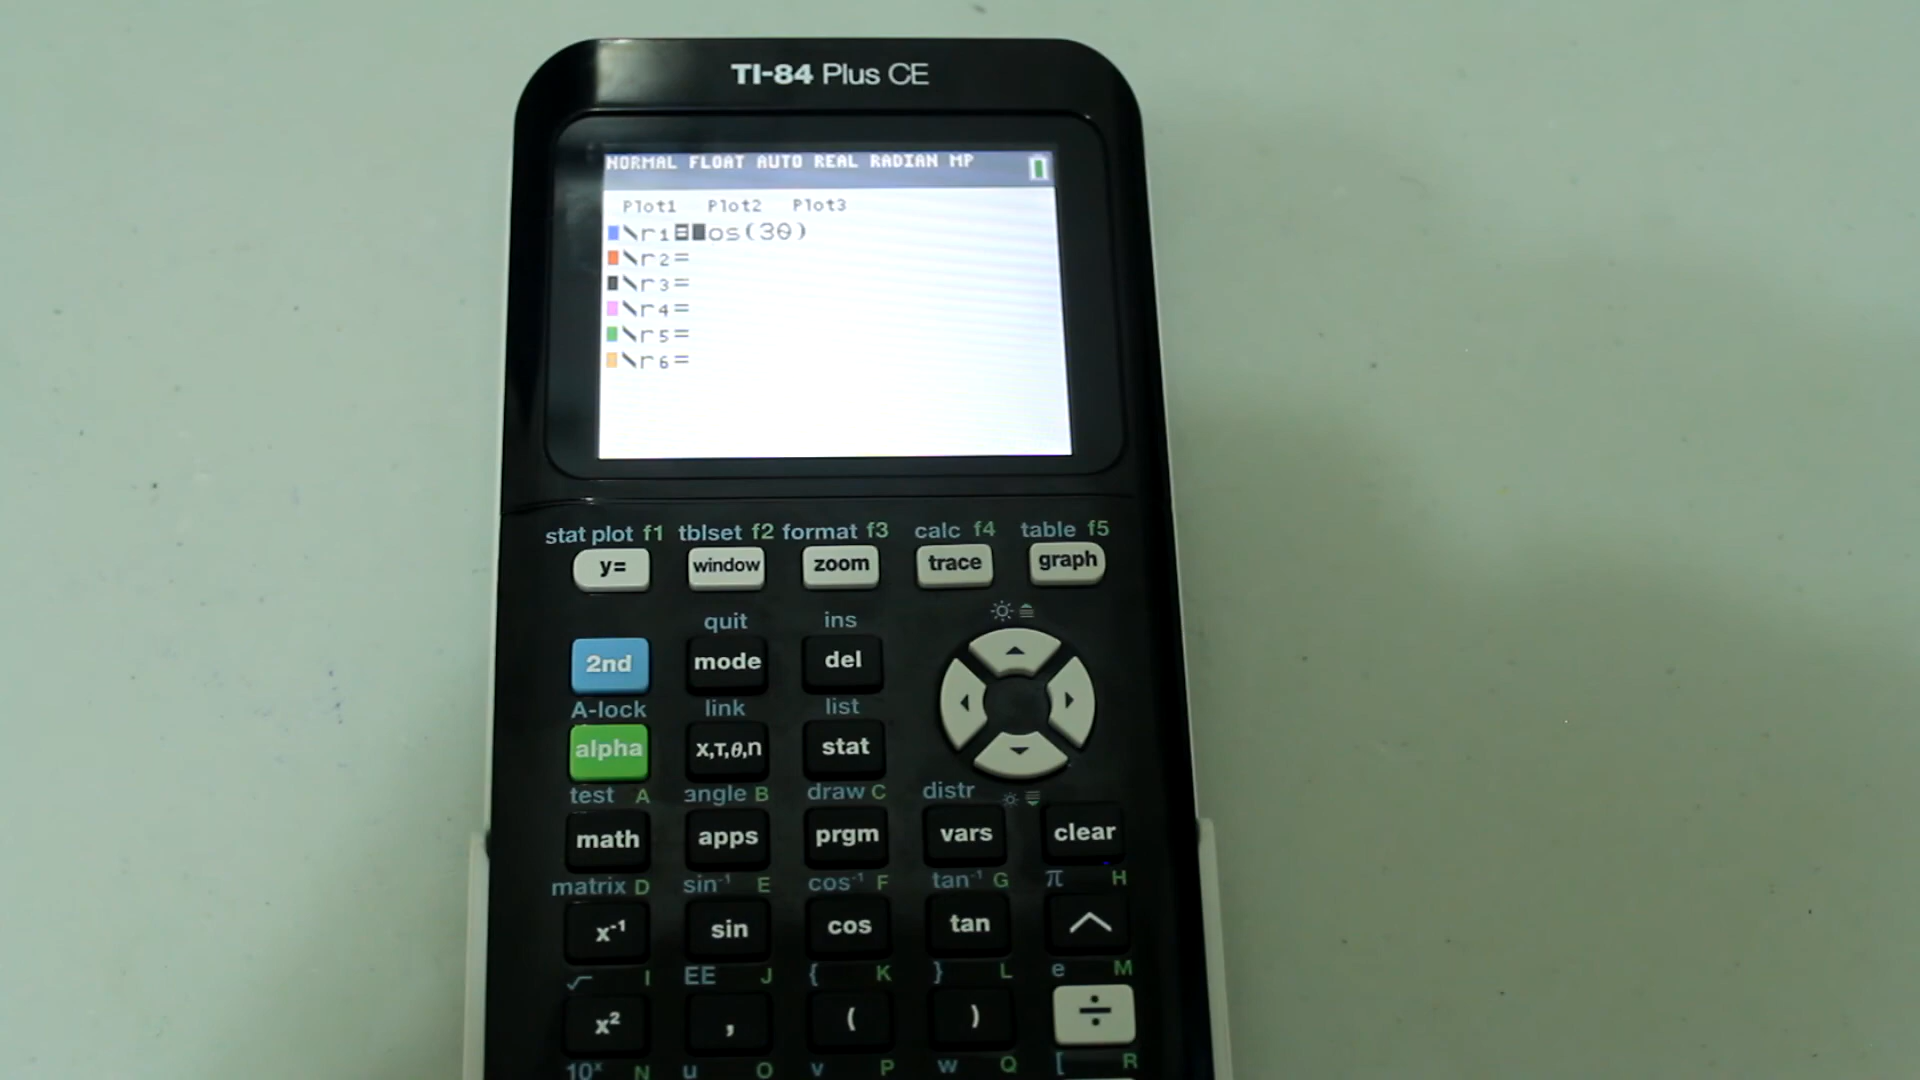 TI-84 Plus CE
NORMAL FLOAT AUTO REAL RADIAN MP
Plot1 Plot2 Plot3
\r1=os(3θ)
\r2=
\r3=
\r4=
\r5=
\r6=
stat plot f1 tblset f2 format f3 calc f4 table f5
y= window zoom trace graph
quit ins
2nd mode del
A-lock link list
alpha X,T,θ,n stat
test A angle B draw C distr
math apps prgm vars clear
matrix D sin⁻¹ E cos⁻¹ F tan⁻¹ G π H
x⁻¹ sin cos tan ^
√ I EE J { K } L e M
x² , ( ) ÷
10ˣ N u O v P w Q [ R